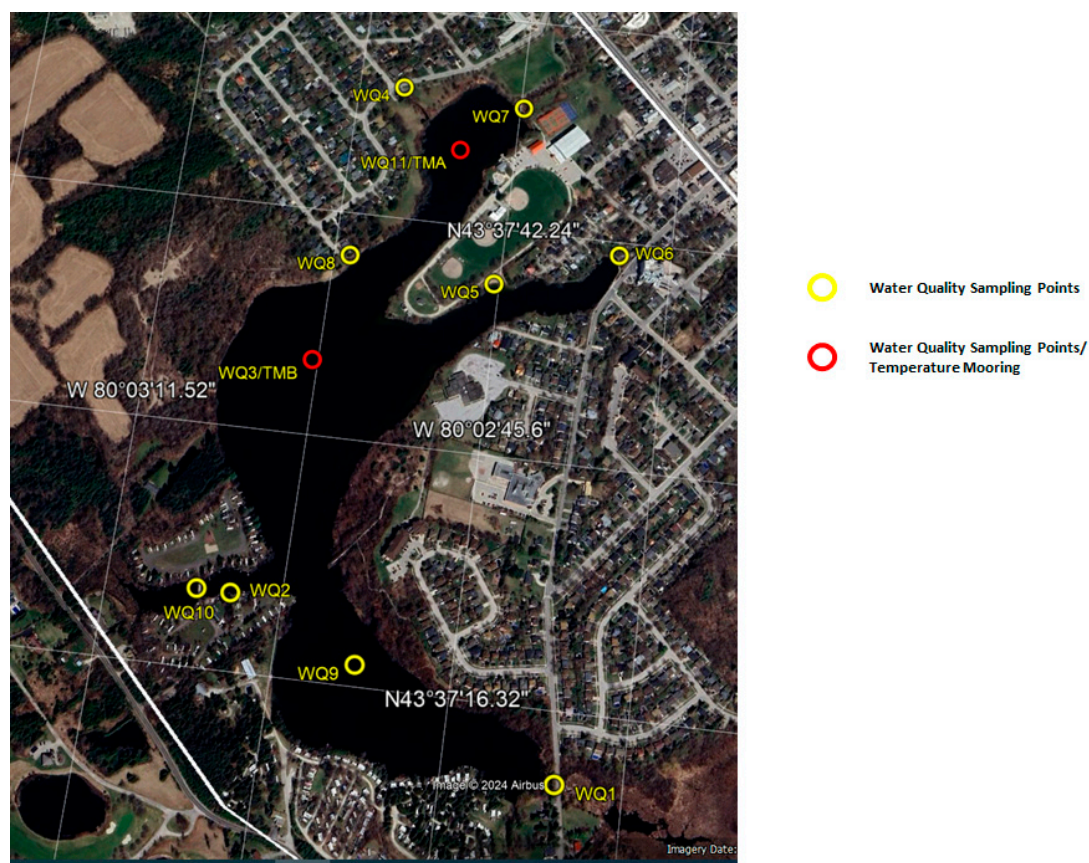 WQ4
WQ7
WQ11/TMA
N43°37'42.24"
WQ8
WQ6
WQ5
Water Quality Sampling Points
WQ3/TMB
Water Quality Sampling Points/
Temperature Mooring
W 80°03'11.52"
W 80°02'45.6"
WQ2
WQ10
WQ9
N43°37'16.32"
Image © 2024 Airbus
WQ1
Imagery Date: